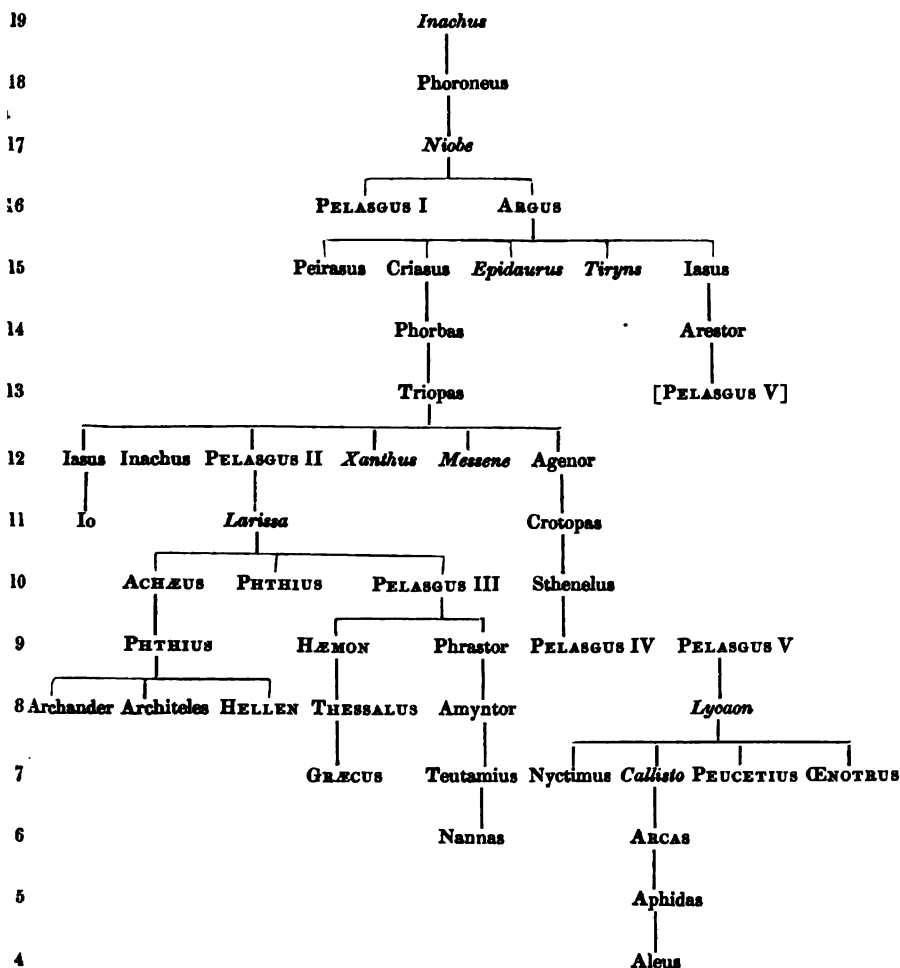 19 Inachus
18 Phoroneus
17 Niobe
16 PELASGUS I ARGUS
15 Peirasus Criasus Epidaurus Tiryns Iasus
14 Phorbas Arestor
13 Triopas [PELASGUS V]
12 Iasus Inachus PELASGUS II Xanthus Messene Agenor
11 Io Larissa Crotopas
10 ACHÆUS PHTHIUS PELASGUS III Sthenelus
9 PHTHIUS HÆMON Phrastor PELASGUS IV PELASGUS V
8 Archander Architeles HELLEN THESSALUS Amyntor Lycaon
7 GRÆCUS Teutamius Nyctimus Callisto PEUCETIUS ŒNOTRUS
6 Nannas ARCAS
5 Aphidas
4 Aleus